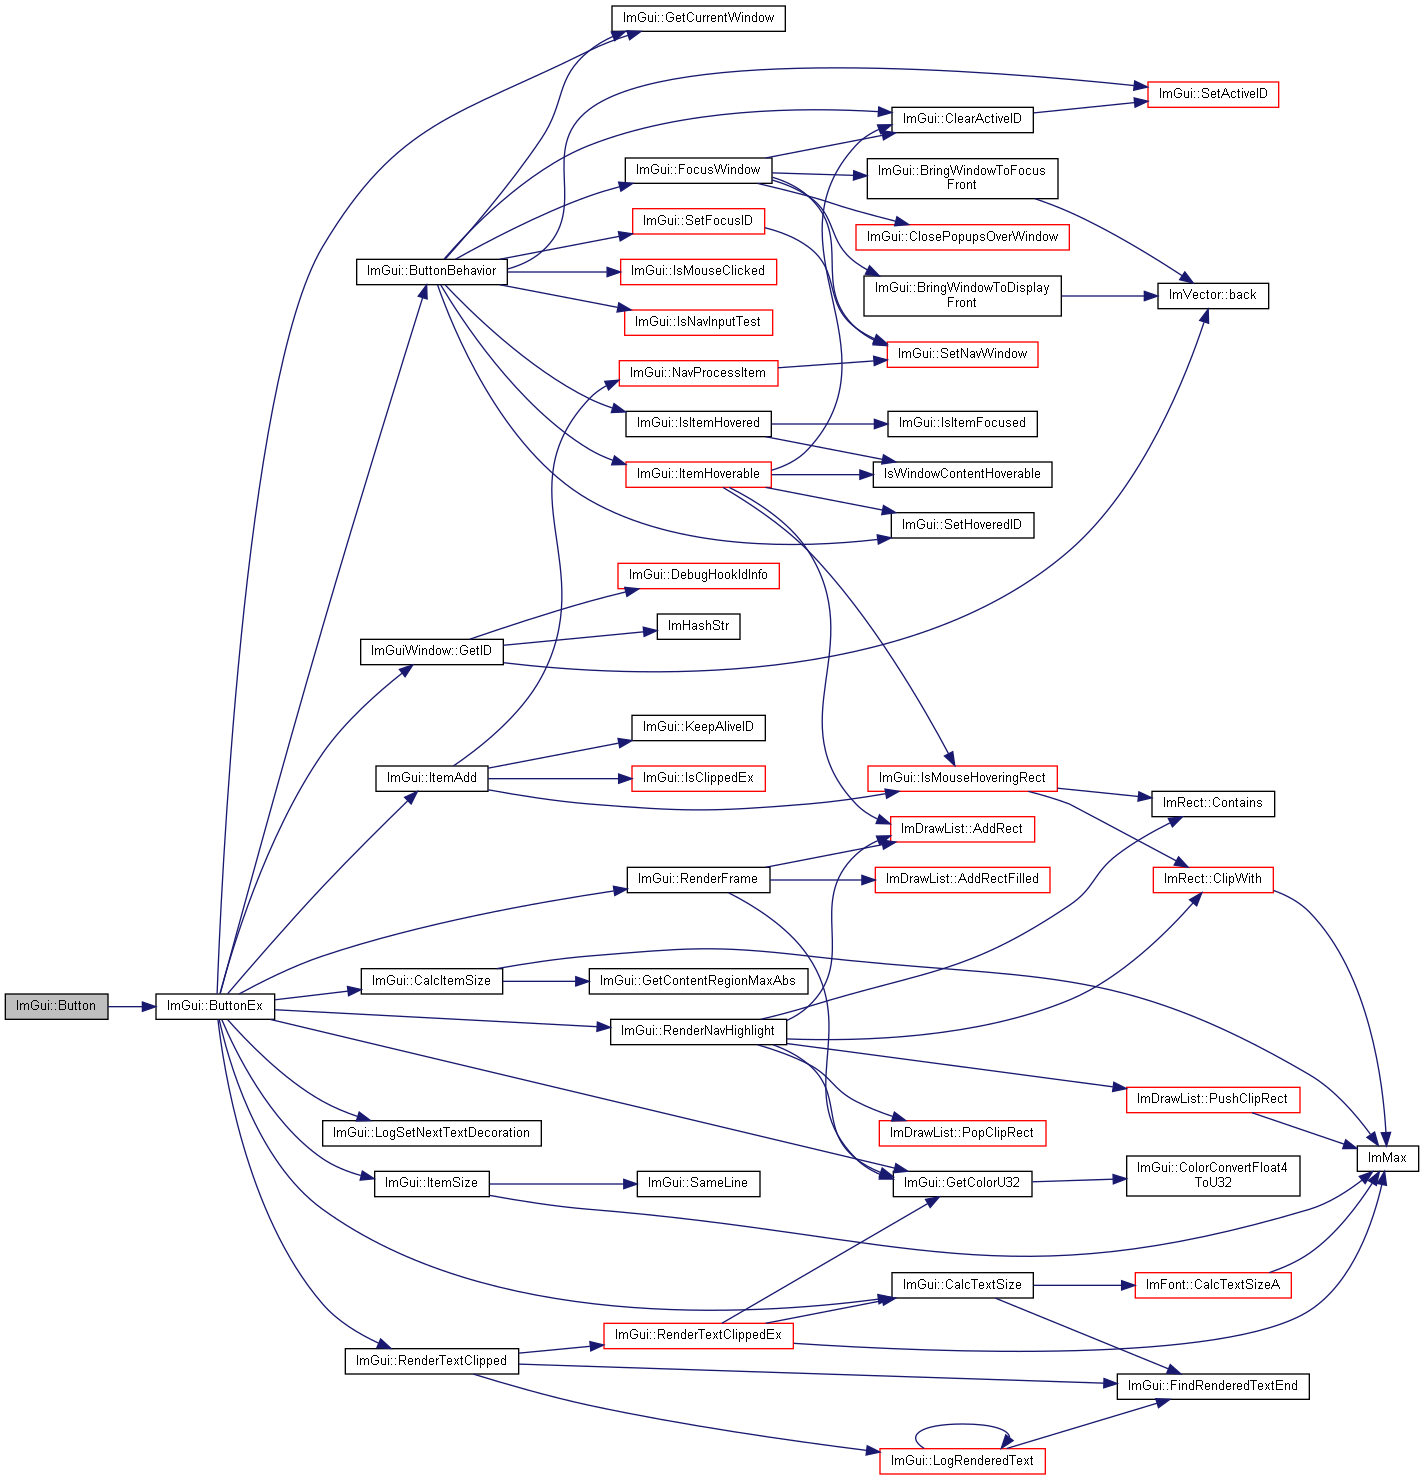 ImGui::GetCurrentWindow
ImGui::SetActiveID
ImGui::ClearActiveID
ImGui::FocusWindow
ImGui::BringWindowToFocus
Front
ImGui::SetFocusID
ImGui::ClosePopupsOverWindow
ImGui::ButtonBehavior
ImGui::IsMouseClicked
ImGui::BringWindowToDisplay
Front
ImVector::back
ImGui::IsNavInputTest
ImGui::SetNavWindow
ImGui::NavProcessItem
ImGui::IsItemHovered
ImGui::IsItemFocused
ImGui::ItemHoverable
IsWindowContentHoverable
ImGui::SetHoveredID
ImGui::DebugHookIdInfo
ImHashStr
ImGuiWindow::GetID
ImGui::KeepAliveID
ImGui::ItemAdd
ImGui::IsClippedEx
ImGui::IsMouseHoveringRect
ImRect::Contains
ImDrawList::AddRect
ImGui::RenderFrame
ImDrawList::AddRectFilled
ImRect::ClipWith
ImGui::CalcItemSize
ImGui::GetContentRegionMaxAbs
ImGui::Button
ImGui::ButtonEx
ImGui::RenderNavHighlight
ImDrawList::PushClipRect
ImGui::LogSetNextTextDecoration
ImDrawList::PopClipRect
ImMax
ImGui::ItemSize
ImGui::SameLine
ImGui::GetColorU32
ImGui::ColorConvertFloat4
ToU32
ImGui::CalcTextSize
ImFont::CalcTextSizeA
ImGui::RenderTextClippedEx
ImGui::RenderTextClipped
ImGui::FindRenderedTextEnd
ImGui::LogRenderedText